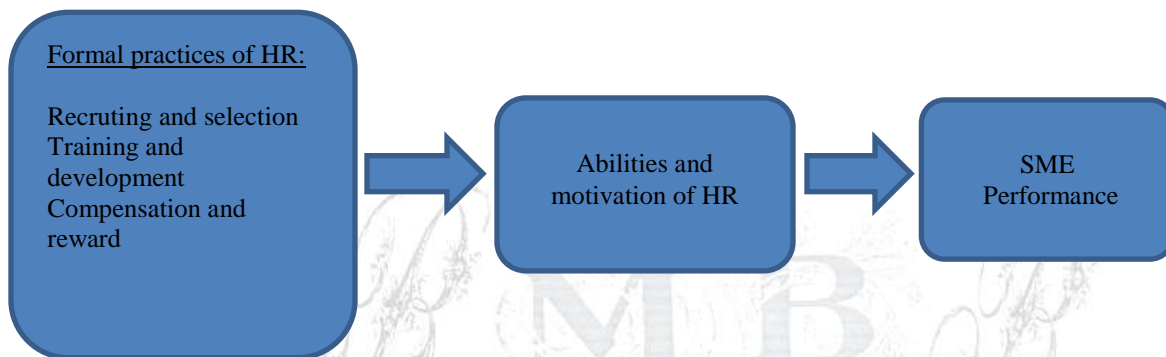 Formal practices of HR:
Recruting and selection
Training and
development
Compensation and
reward
Abilities and
motivation of HR
SME
Performance
M B